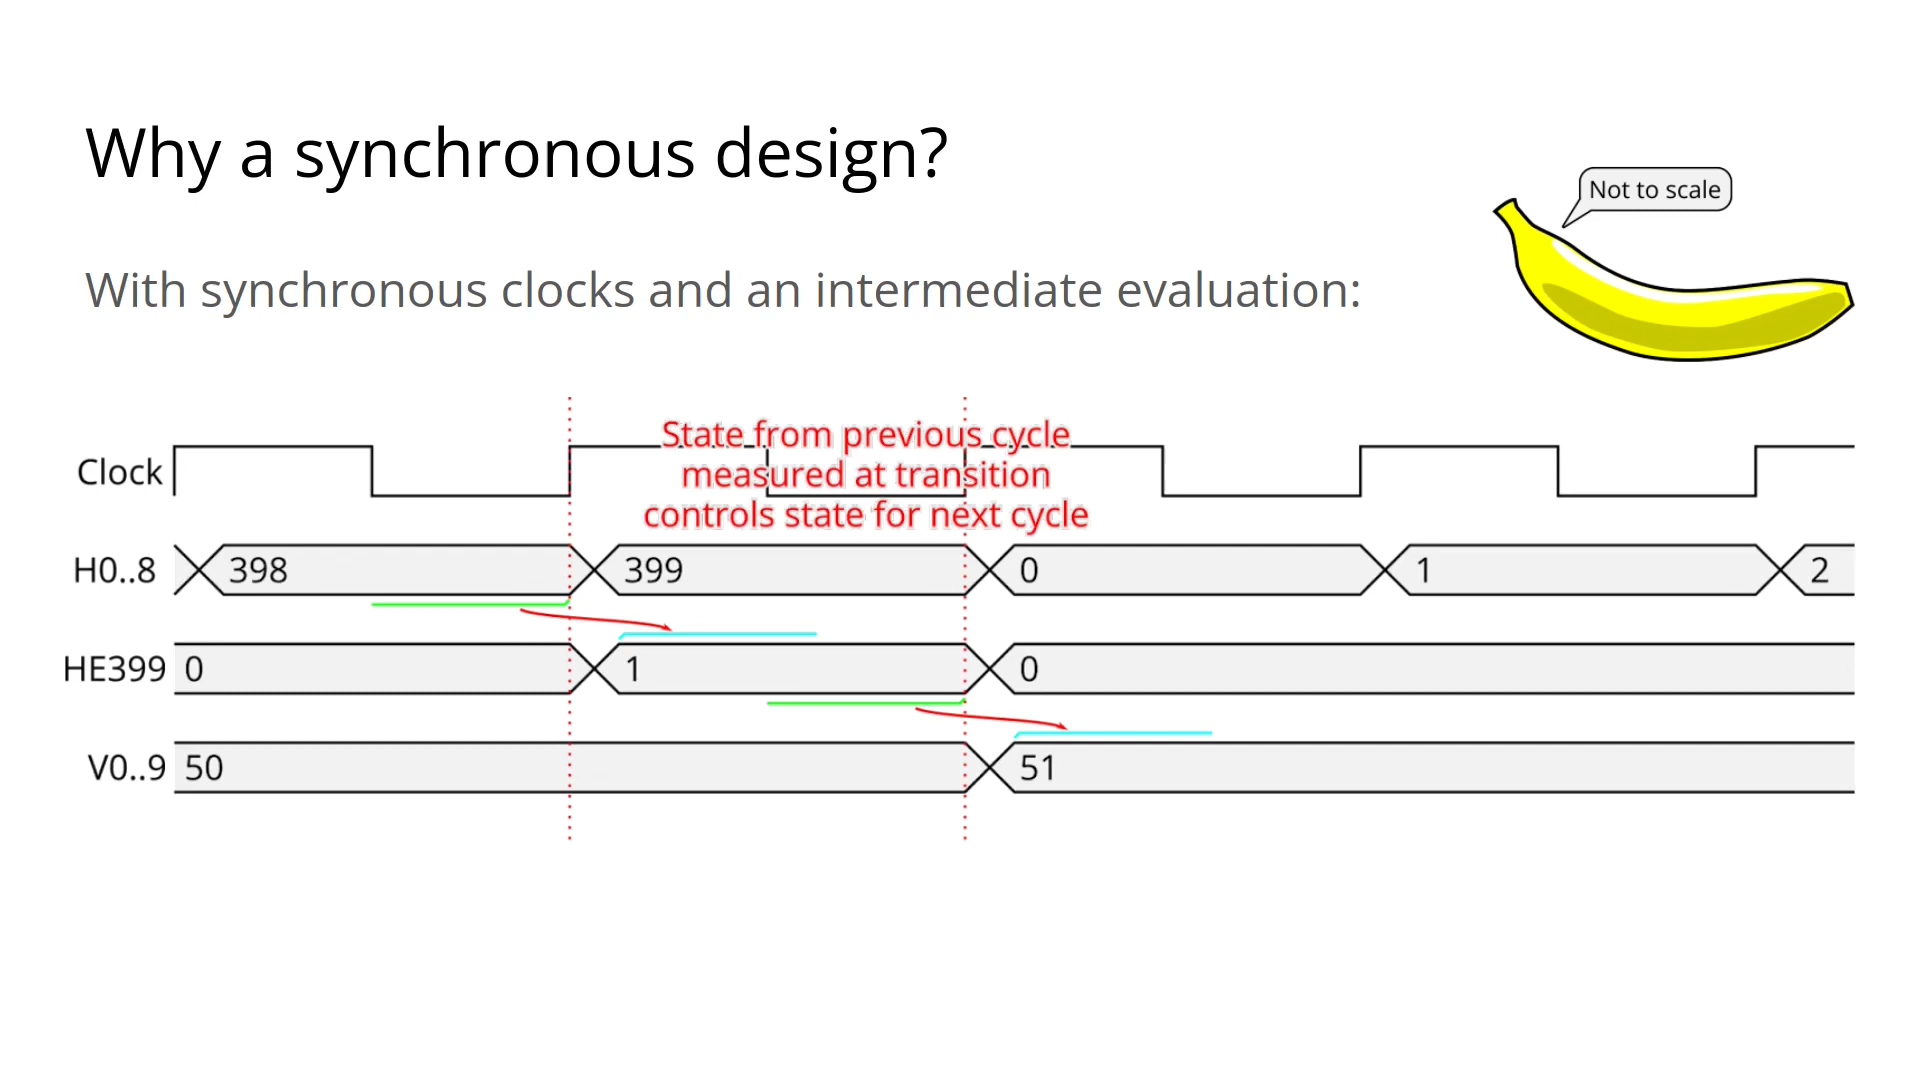 Why a synchronous design?
Not to scale
With synchronous clocks and an intermediate evaluation:
State from previous cycle
measured at transition
controls state for next cycle
Clock
H0..8 398 399 0 1 2
HE399 0 1 0
V0..9 50 51